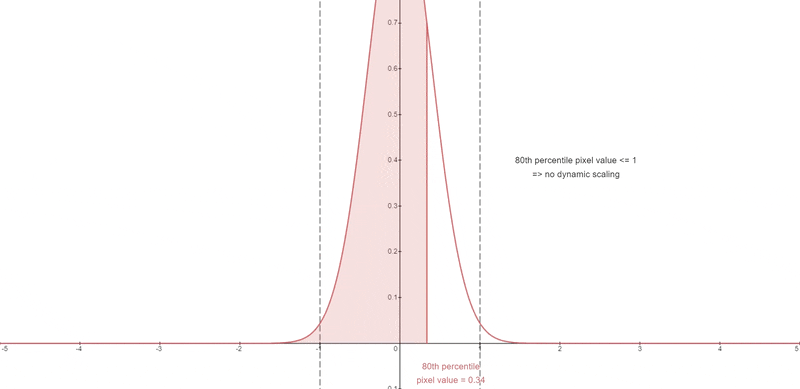 0.7
0.6
0.5
0.4
0.3
0.2
0.1
80th percentile pixel value <= 1
=> no dynamic scaling
-5 -4 -3 -2 -1 0 1 2 3 4 5
80th percentile
pixel value = 0.34